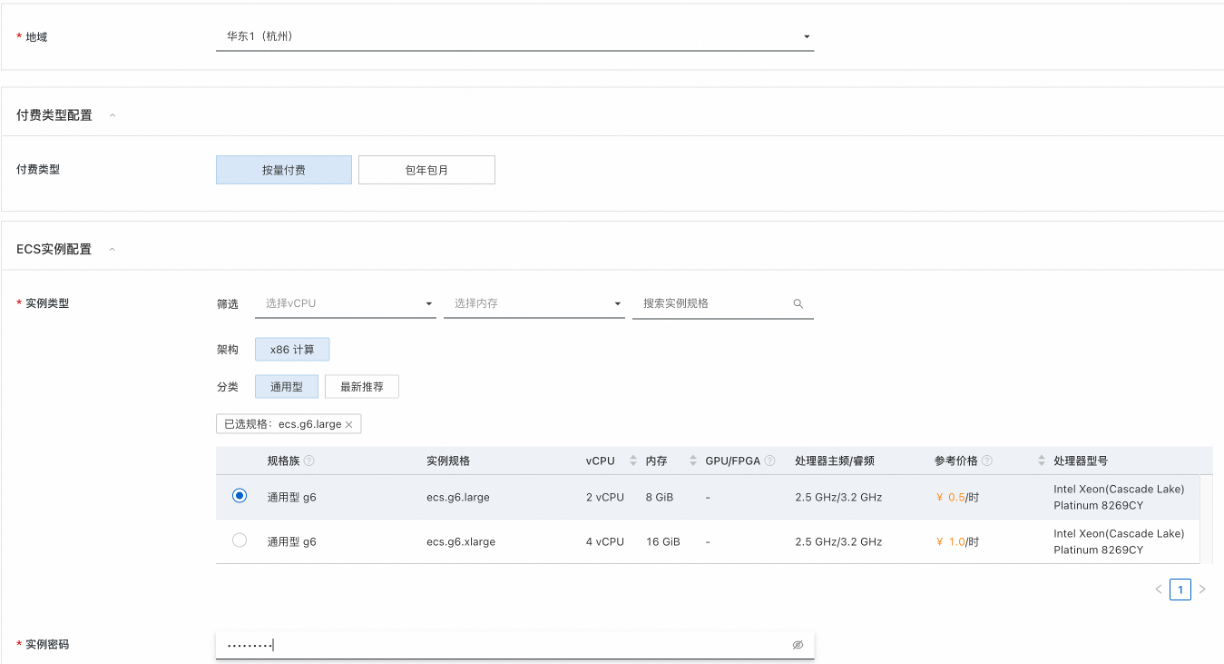 * 地域 华东1（杭州）
付费类型配置
付费类型 按量付费 包年包月
ECS实例配置
* 实例类型 筛选 选择vCPU 选择内存 搜索实例规格
架构 x86 计算
分类 通用型 最新推荐
已选规格：ecs.g6.large ×
规格族 实例规格 vCPU 内存 GPU/FPGA 处理器主频/睿频 参考价格 处理器型号
通用型 g6 ecs.g6.large 2 vCPU 8 GiB - 2.5 GHz/3.2 GHz ¥ 0.5/时 Intel Xeon(Cascade Lake)
Platinum 8269CY
通用型 g6 ecs.g6.xlarge 4 vCPU 16 GiB - 2.5 GHz/3.2 GHz ¥ 1.0/时 Intel Xeon(Cascade Lake)
Platinum 8269CY
< 1 >
* 实例密码 ·········